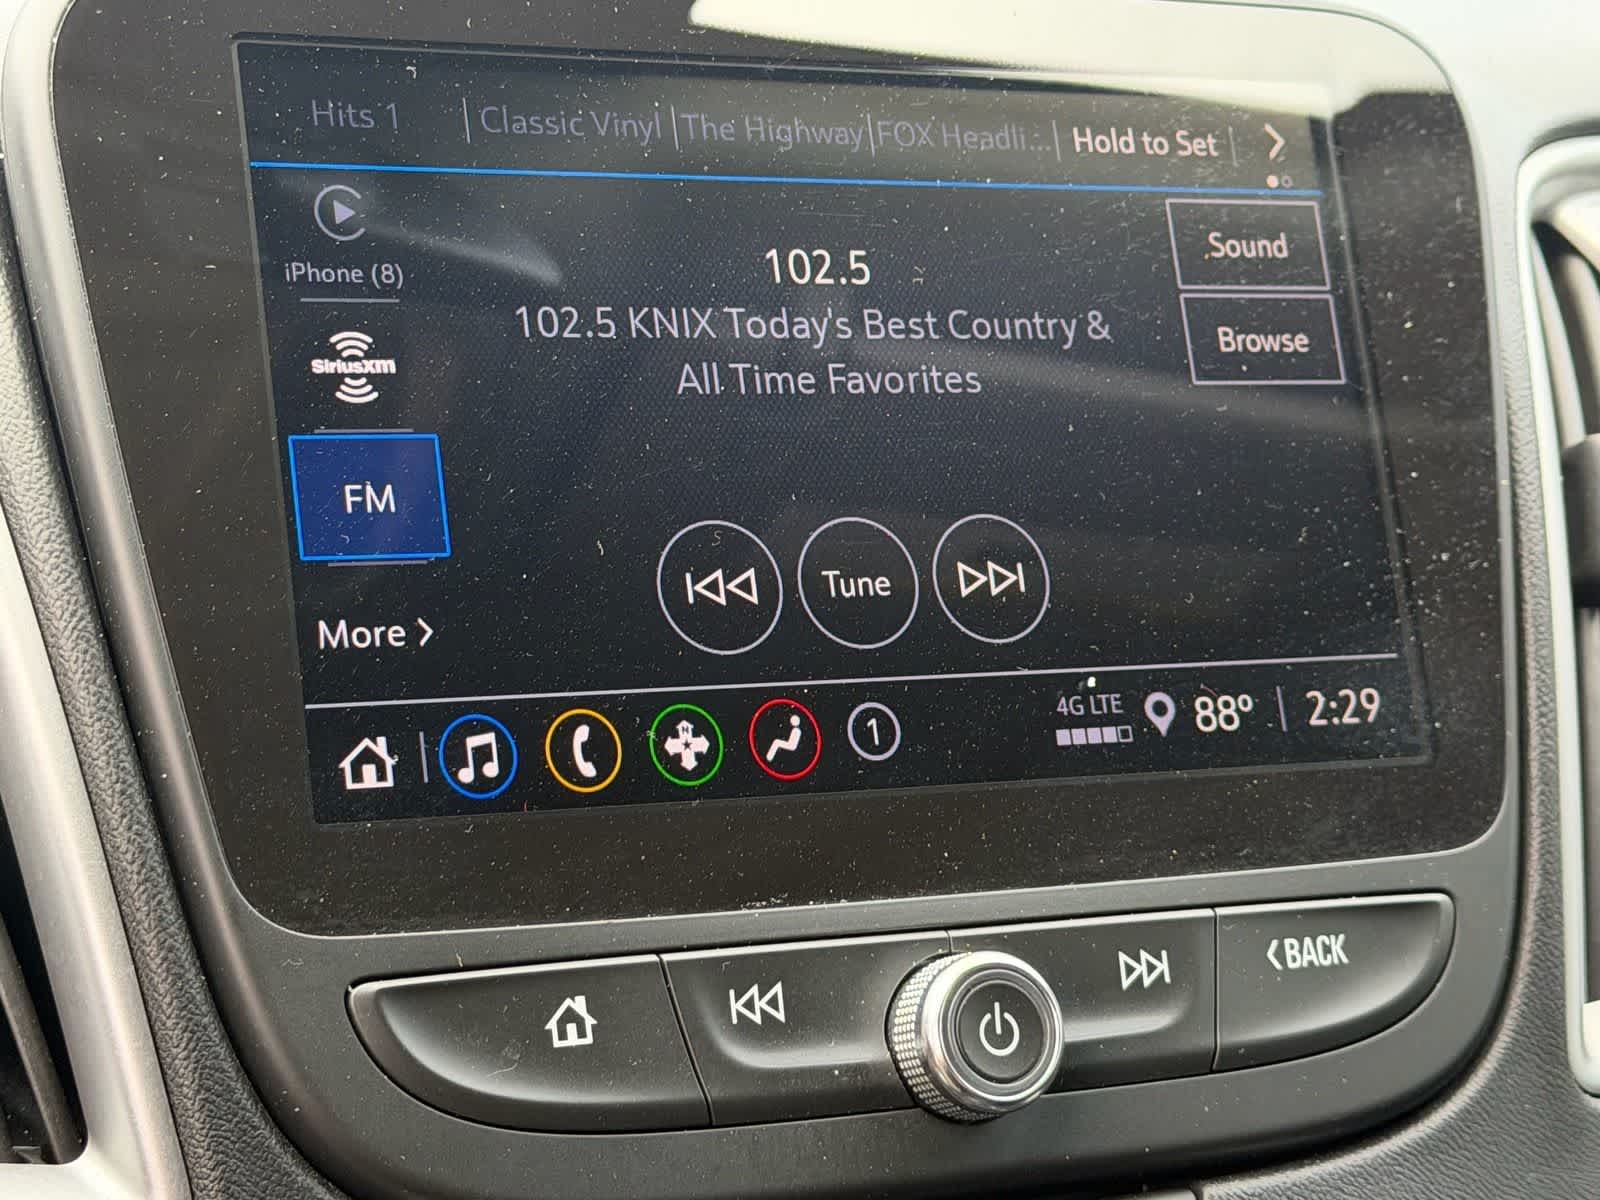 Hits 1 | Classic Vinyl | The Highway | FOX Headli... | Hold to Set
iPhone (8)
SiriusXM
FM
More
102.5
102.5 KNIX Today's Best Country &
All Time Favorites
Sound
Browse
Tune
N
1
4G LTE
88° | 2:29
BACK